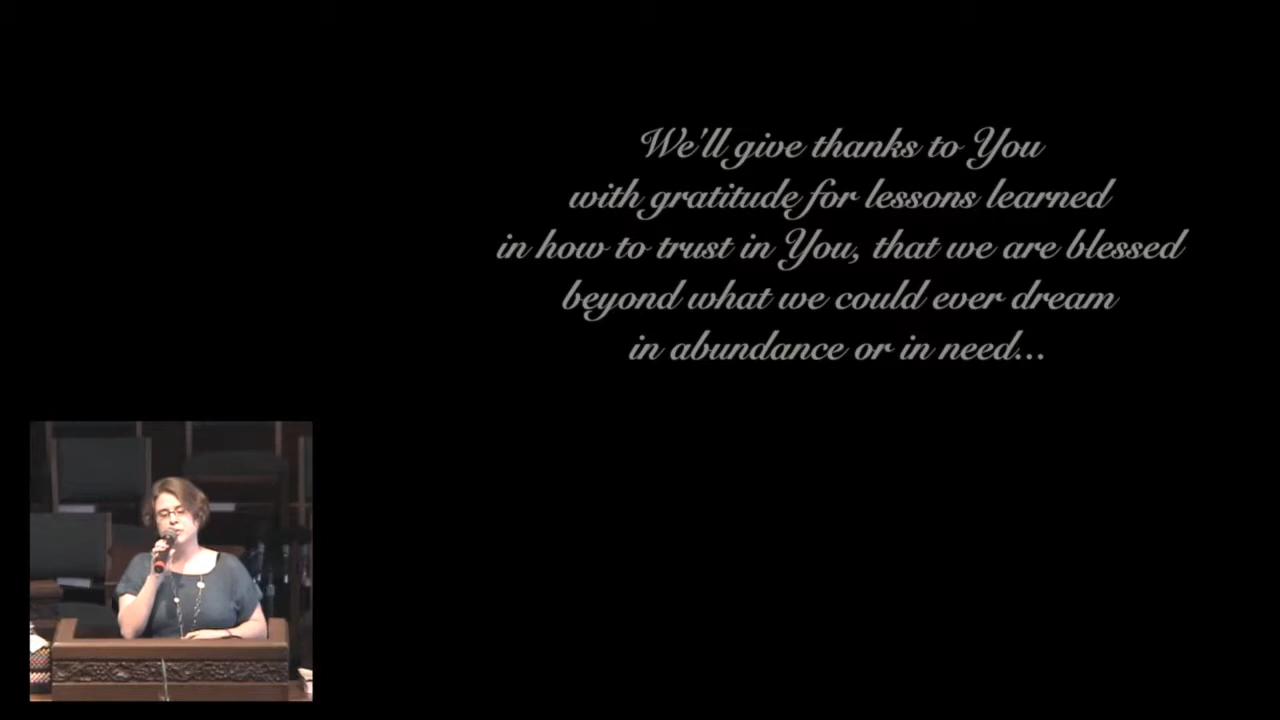 We'll give thanks to You
with gratitude for lessons learned
in how to trust in You, that we are blessed
beyond what we could ever dream
in abundance or in need...